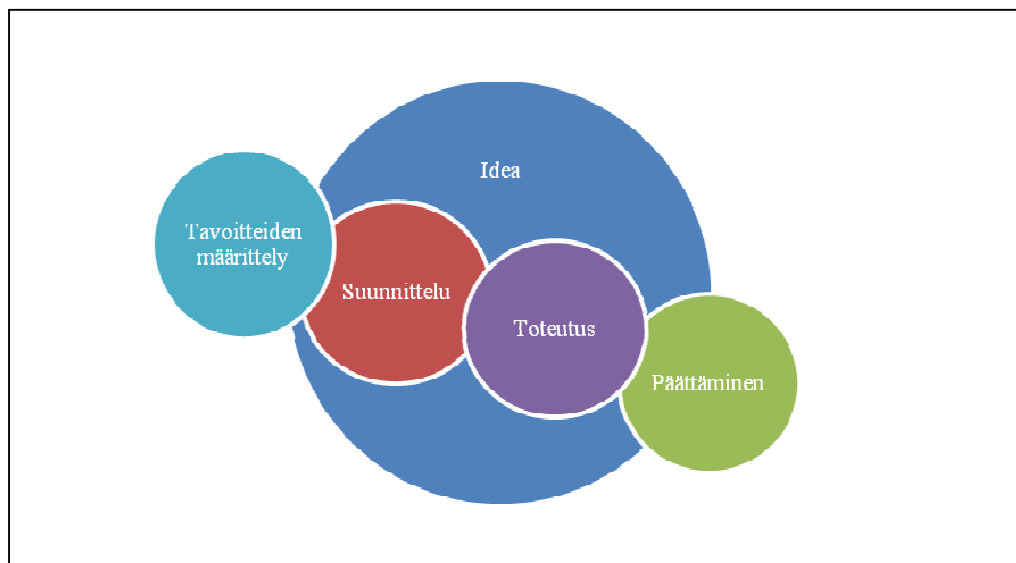 Idea
Tavoitteiden
määrittely
Suunnittelu
Toteutus
Päättäminen